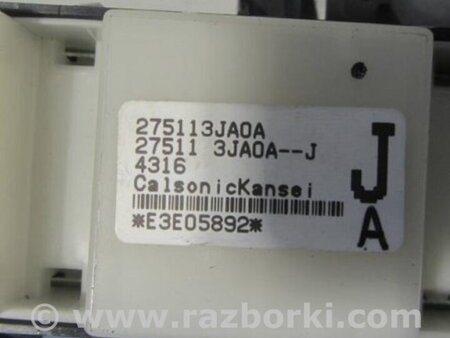 275113JA0A
27511 3JA0A--J
4316
CalsonicKansei
*E3E05892*
J
A
www.razborki.com